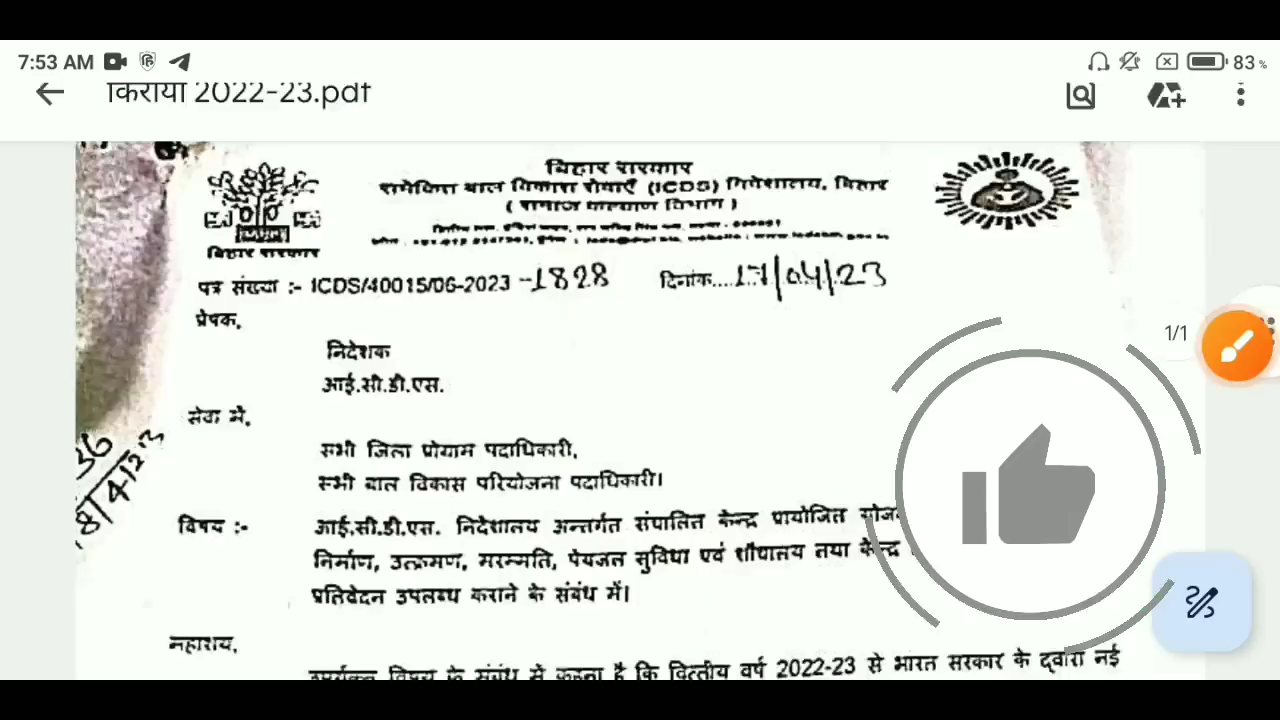 7:53 AM
83%
किराया 2022-23.pdf
बिहार सरकार
समेकित बाल विकास सेवाएँ (ICDS) निदेशालय, बिहार
( समाज कल्याण विभाग )
बिहार सरकार
पत्र संख्या :- ICDS/40015/06-2023 -1828 दिनांक....17/04/23
प्रेषक,
1/1
निदेशक
आई.सी.डी.एस.
सेवा में,
सभी जिला प्रोग्राम पदाधिकारी,
सभी बाल विकास परियोजना पदाधिकारी।
विषय :- आई.सी.डी.एस. निदेशालय अन्तर्गत संचालित केन्द्र प्रायोजित
निर्माण, उत्क्रमण, मरम्मति, पेयजल सुविधा एवं शौचालय तथा केन्द्र
प्रतिवेदन उपलब्ध कराने के संबंध में।
महाशय,
उपर्युक्त विषय के संबंध में कहना है कि वित्तीय वर्ष 2022-23 से भारत सरकार के द्वारा नई